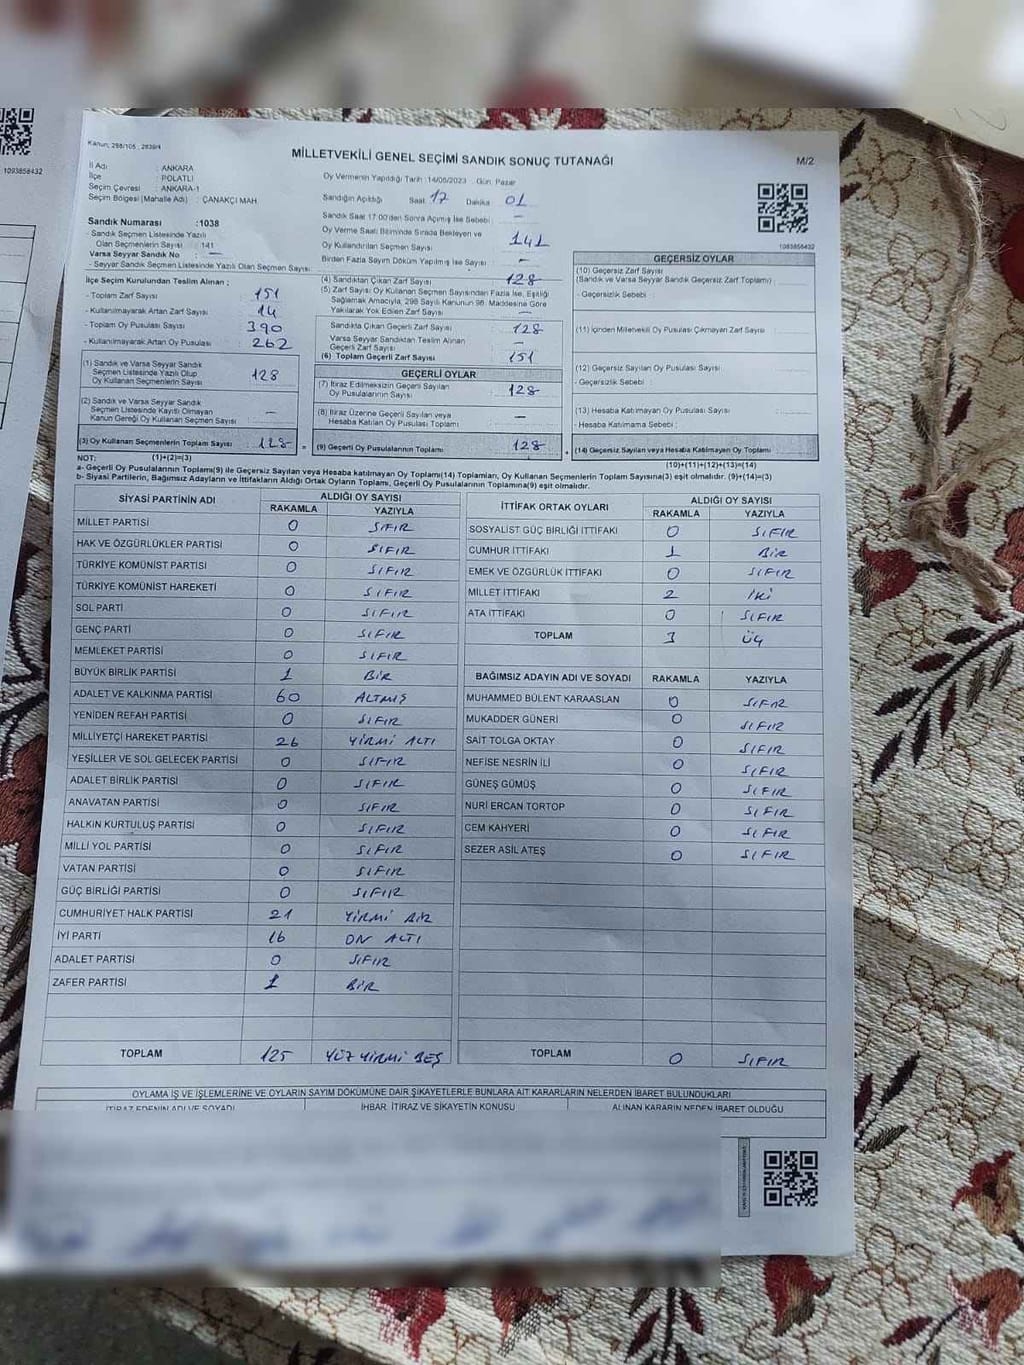 Kanun; 298/105 ; 2839/4
MİLLETVEKİLİ GENEL SEÇİMİ SANDIK SONUÇ TUTANAĞI
M/2
1093858432
İl Adı : ANKARA
İlçe : POLATLI
Seçim Çevresi : ANKARA-1
Seçim Bölgesi (Mahalle Adı) : ÇANAKÇI MAH
Sandık Numarası : 1038
- Sandık Seçmen Listesinde Yazılı
Olan Seçmenlerin Sayısı : 141
Varsa Seyyar Sandık No : —
- Seyyar Sandık Seçmen Listesinde Yazılı Olan Seçmen Sayısı
İlçe Seçim Kurulundan Teslim Alınan ;
- Toplam Zarf Sayısı : 151
- Kullanılmayarak Artan Zarf Sayısı : 14
- Toplam Oy Pusulası Sayısı : 390
- Kullanılmayarak Artan Oy Pusulası : 262
(1) Sandık ve Varsa Seyyar Sandık
Seçmen Listesinde Yazılı Olup
Oy Kullanan Seçmenlerin Sayısı : 128
(2) Sandık ve Varsa Seyyar Sandık
Seçmen Listesinde Kayıtlı Olmayan
Kanun Gereği Oy Kullanan Seçmen Sayısı : —
(3) Oy Kullanan Seçmenlerin Toplam Sayısı : 128
Oy Vermenin Yapıldığı Tarih : 14/05/2023 . Gün: Pazar
Sandığın Açıldığı Saat 17 Dakika 01
Sandık Saat 17:00'den Sonra Açılmış İse Sebebi : —
Oy Verme Saati Bitiminde Sırada Bekleyen ve
Oy Kullandırılan Seçmen Sayısı : 141
Birden Fazla Sayım Döküm Yapılmış İse Sayısı : —
(4) Sandıktan Çıkan Zarf Sayısı : 128
(5) Zarf Sayısı Oy Kullanan Seçmen Sayısından Fazla İse, Eşitliği
Sağlamak Amacıyla, 298 Sayılı Kanunun 98. Maddesine Göre
Yakılarak Yok Edilen Zarf Sayısı : —
Sandıkta Çıkan Geçerli Zarf Sayısı : 128
Varsa Seyyar Sandıktan Teslim Alınan
Geçerli Zarf Sayısı : —
(6) Toplam Geçerli Zarf Sayısı : 151
GEÇERLİ OYLAR
(7) İtiraz Edilmeksizin Geçerli Sayılan
Oy Pusulalarının Sayısı : 128
(8) İtiraz Üzerine Geçerli Sayılan veya
Hesaba Katılan Oy Pusulası Toplamı : —
= (9) Geçerli Oy Pusulalarının Toplamı : 128
1093858432
GEÇERSİZ OYLAR
(10) Geçersiz Zarf Sayısı
(Sandık ve Varsa Seyyar Sandık Geçersiz Zarf Toplamı) :
- Geçersizlik Sebebi :
(11) İçinden Milletvekili Oy Pusulası Çıkmayan Zarf Sayısı :
(12) Geçersiz Sayılan Oy Pusulası Sayısı :
- Geçersizlik Sebebi :
(13) Hesaba Katılmayan Oy Pusulası Sayısı :
- Hesaba Katılmama Sebebi :
+ (14) Geçersiz Sayılan veya Hesaba Katılmayan Oy Toplamı :
NOT: (1)+(2)=(3) (10)+(11)+(12)+(13)=(14)
a- Geçerli Oy Pusulalarının Toplamı(9) ile Geçersiz Sayılan veya Hesaba katılmayan Oy Toplamı(14) Toplamları, Oy Kullanan Seçmenlerin Toplam Sayısına(3) eşit olmalıdır. (9)+(14)=(3)
b- Siyasi Partilerin, Bağımsız Adayların ve İttifakların Aldığı Ortak Oyların Toplamı, Geçerli Oy Pusulalarının Toplamına(9) eşit olmalıdır.
SİYASİ PARTİNİN ADI ALDIĞI OY SAYISI
RAKAMLA YAZIYLA
MİLLET PARTİSİ 0 SIFIR
HAK VE ÖZGÜRLÜKLER PARTİSİ 0 SIFIR
TÜRKİYE KOMÜNİST PARTİSİ 0 SIFIR
TÜRKİYE KOMÜNİST HAREKETİ 0 SIFIR
SOL PARTİ 0 SIFIR
GENÇ PARTİ 0 SIFIR
MEMLEKET PARTİSİ 0 SIFIR
BÜYÜK BİRLİK PARTİSİ 1 BİR
ADALET VE KALKINMA PARTİSİ 60 ALTMIŞ
YENİDEN REFAH PARTİSİ 0 SIFIR
MİLLİYETÇİ HAREKET PARTİSİ 26 YİRMİ ALTI
YEŞİLLER VE SOL GELECEK PARTİSİ 0 SIFIR
ADALET BİRLİK PARTİSİ 0 SIFIR
ANAVATAN PARTİSİ 0 SIFIR
HALKIN KURTULUŞ PARTİSİ 0 SIFIR
MİLLİ YOL PARTİSİ 0 SIFIR
VATAN PARTİSİ 0 SIFIR
GÜÇ BİRLİĞİ PARTİSİ 0 SIFIR
CUMHURİYET HALK PARTİSİ 21 YİRMİ BİR
İYİ PARTİ 16 ON ALTI
ADALET PARTİSİ 0 SIFIR
ZAFER PARTİSİ 1 BİR
TOPLAM 125 YÜZ YİRMİ BEŞ
İTTİFAK ORTAK OYLARI ALDIĞI OY SAYISI
RAKAMLA YAZIYLA
SOSYALİST GÜÇ BİRLİĞİ İTTİFAKI 0 SIFIR
CUMHUR İTTİFAKI 1 BİR
EMEK VE ÖZGÜRLÜK İTTİFAKI 0 SIFIR
MİLLET İTTİFAKI 2 İKİ
ATA İTTİFAKI 0 SIFIR
TOPLAM 3 ÜÇ
BAĞIMSIZ ADAYIN ADI VE SOYADI RAKAMLA YAZIYLA
MUHAMMED BÜLENT KARAASLAN 0 SIFIR
MUKADDER GÜNERİ 0 SIFIR
SAİT TOLGA OKTAY 0 SIFIR
NEFİSE NESRİN İLİ 0 SIFIR
GÜNEŞ GÜMÜŞ 0 SIFIR
NURİ ERCAN TORTOP 0 SIFIR
CEM KAHYERİ 0 SIFIR
SEZER ASİL ATEŞ 0 SIFIR
TOPLAM 0 SIFIR
OYLAMA İŞ VE İŞLEMLERİNE VE OYLARIN SAYIM DÖKÜMÜNE DAİR ŞİKAYETLERLE BUNLARA AİT KARARLARIN NELERDEN İBARET BULUNDUKLARI
İTİRAZ EDENİN ADI VE SOYADI İHBAR, İTİRAZ VE ŞİKAYETİN KONUSU ALINAN KARARIN NEDEN İBARET OLDUĞU